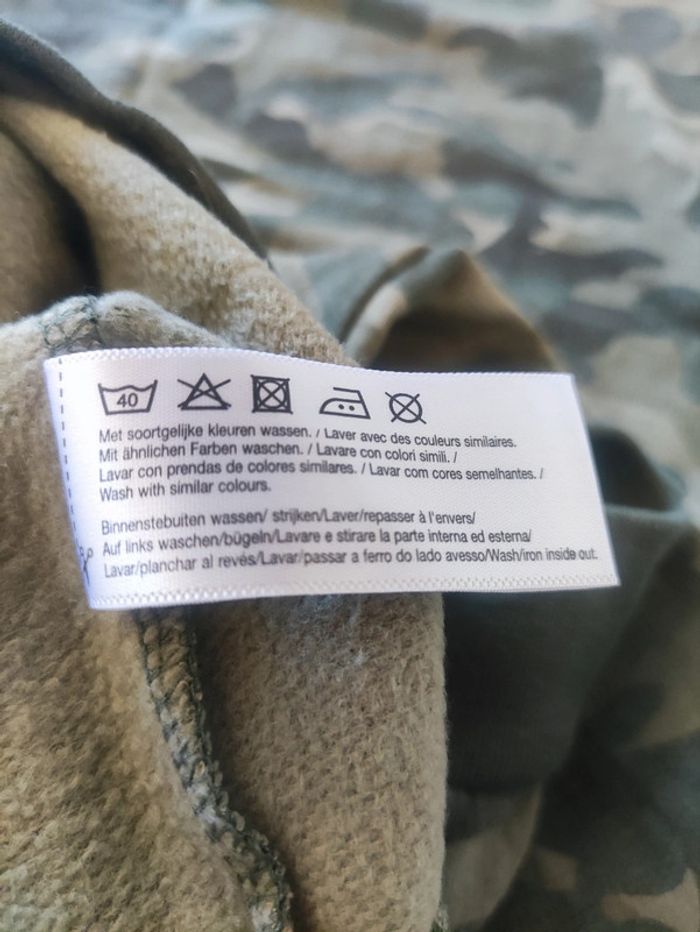 40
Met soortgelijke kleuren wassen. / Laver avec des couleurs similaires.
Mit ähnlichen Farben waschen. / Lavare con colori simili. /
Lavar con prendas de colores similares. / Lavar com cores semelhantes. /
Wash with similar colours.
Binnenstebuiten wassen/ strijken/Laver/repasser à l'envers/
Auf links waschen/bügeln/Lavare e stirare la parte interna ed esterna/
Lavar/planchar al revés/Lavar/passar a ferro do lado avesso/Wash/iron inside out.